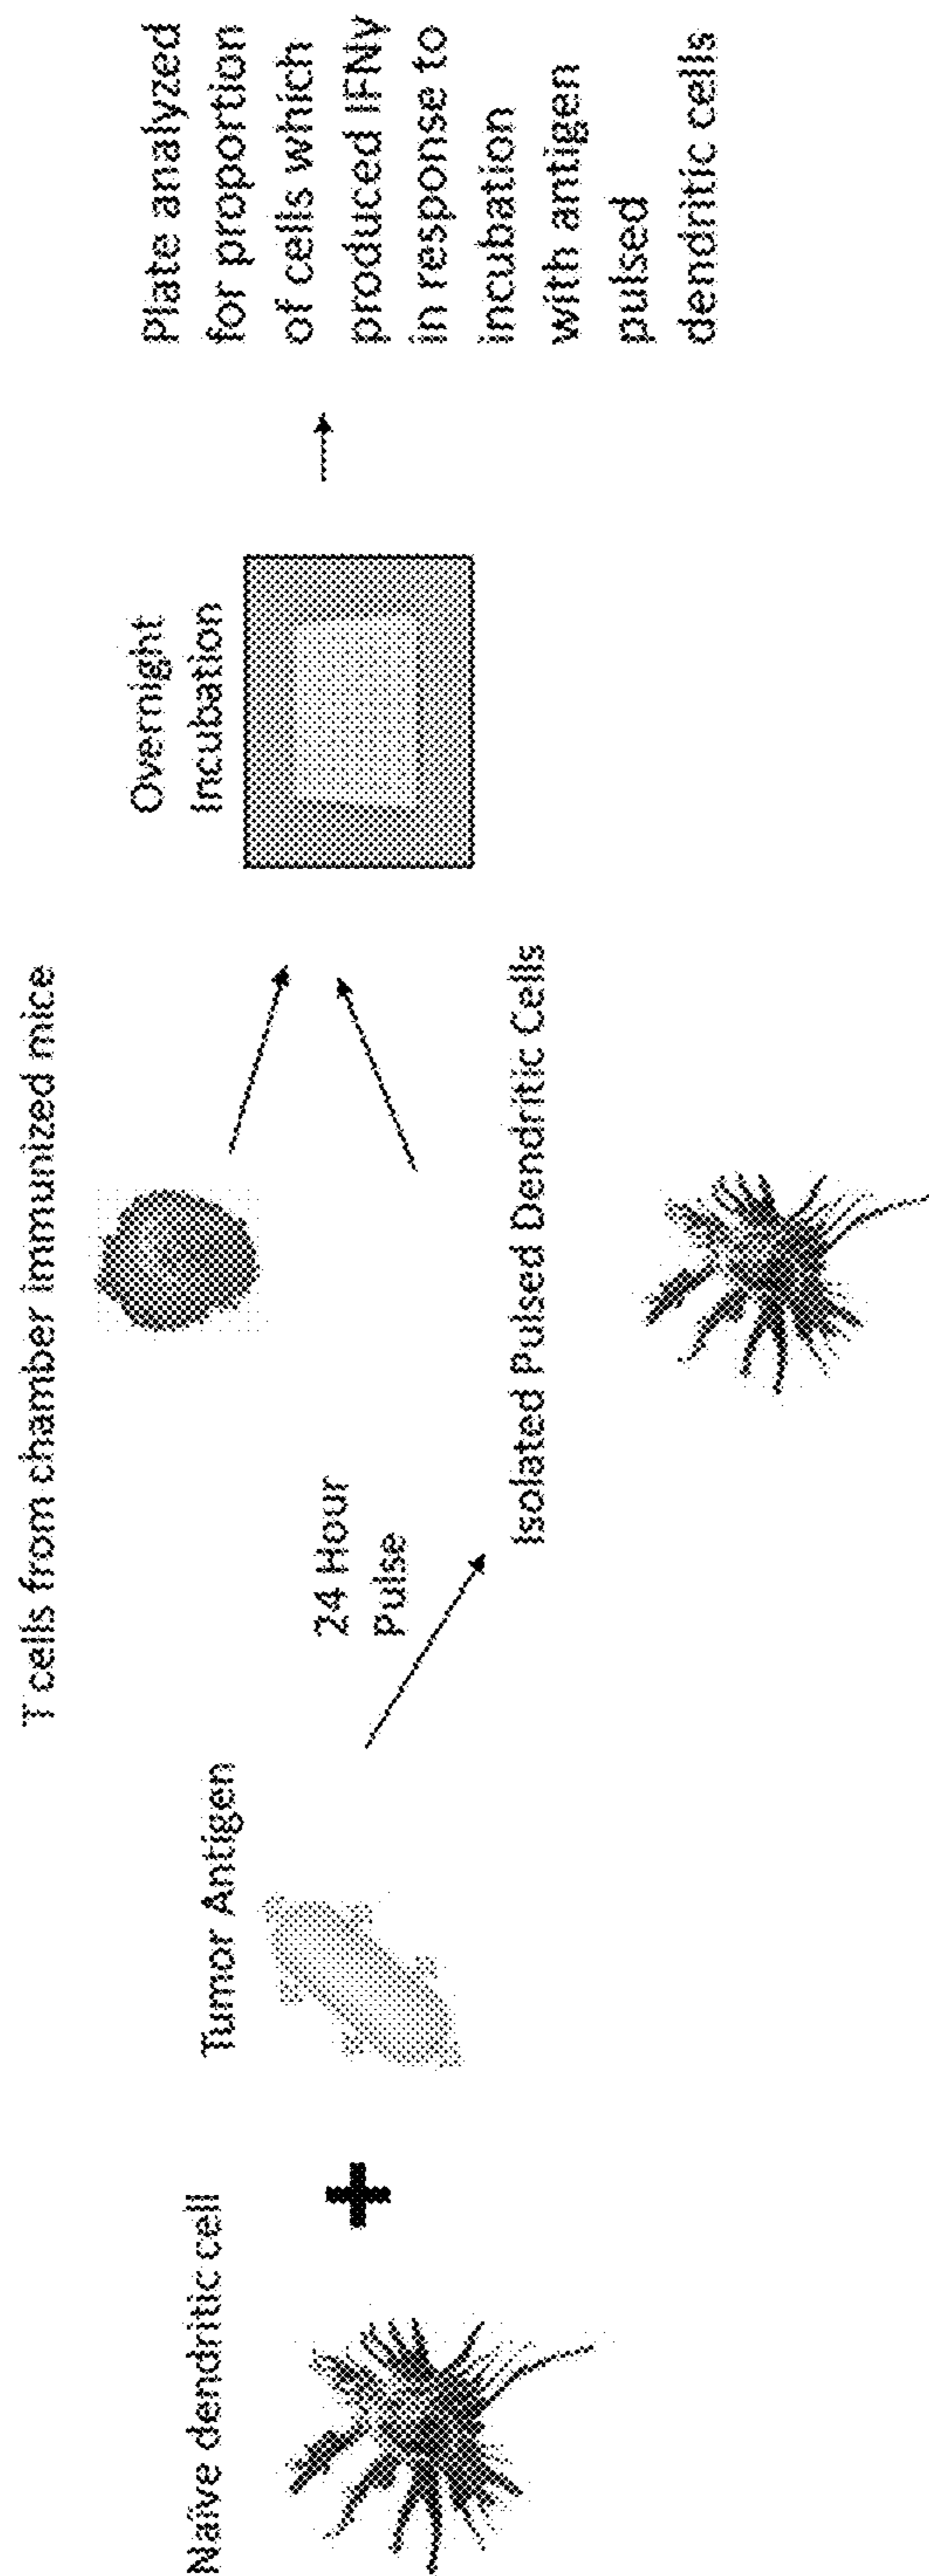 Naïve dendritic cell
+
Tumor Antigen
24 Hour
Pulse
T cells from chamber immunized mice
Isolated Pulsed Dendritic Cells
Overnight
Incubation
Plate analyzed
for proportion
of cells which
produced IFNγ
in response to
incubation
with antigen
pulsed
dendritic cells